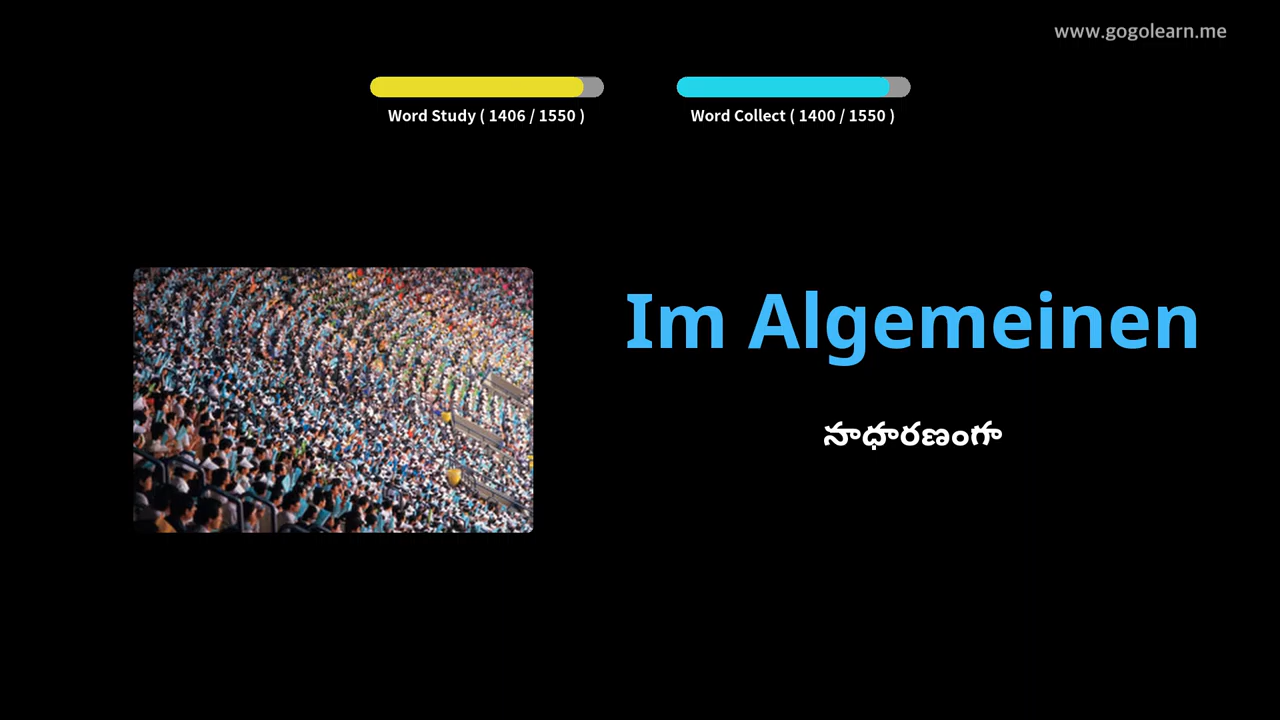 www.gogolearn.me
Word Study ( 1406 / 1550 )
Word Collect ( 1400 / 1550 )
Im Algemeinen
సాధారణంగా